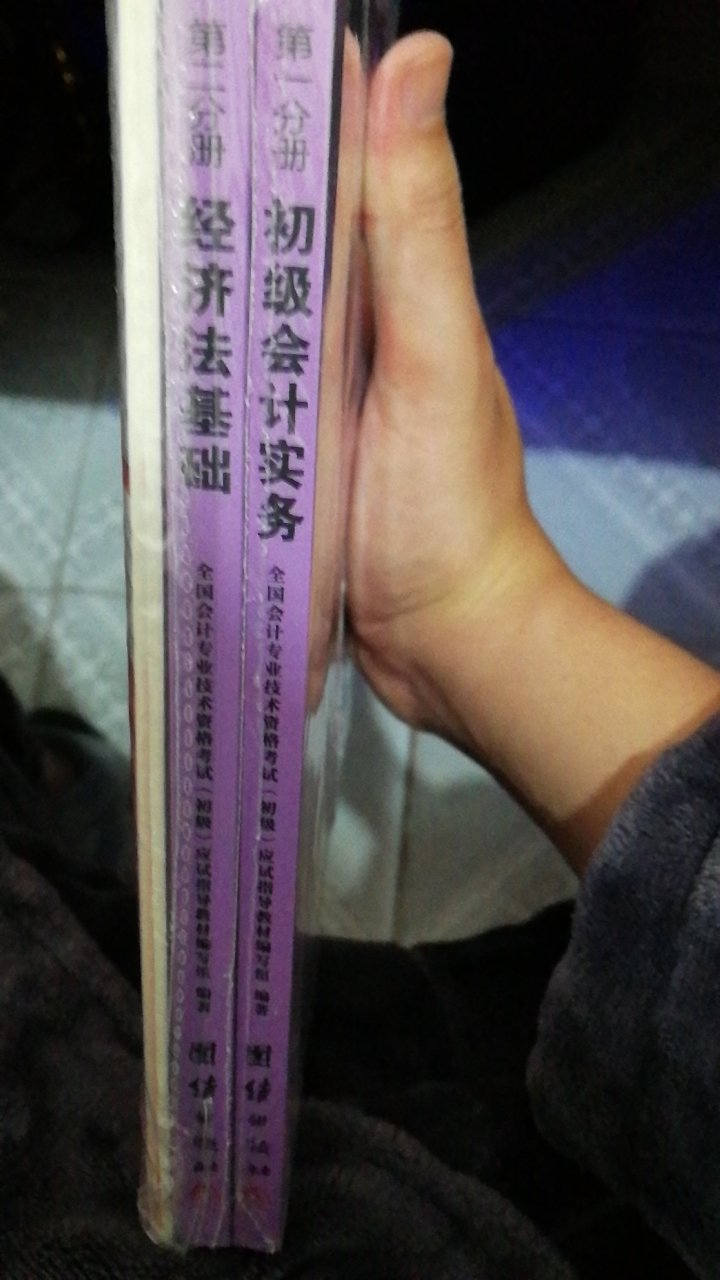 第一分册
初级会计实务
全国会计专业技术资格考试（初级）应试指导教材编写组 编著
第二分册
经济法基础
全国会计专业技术资格考试（初级）应试指导教材编写组 编著